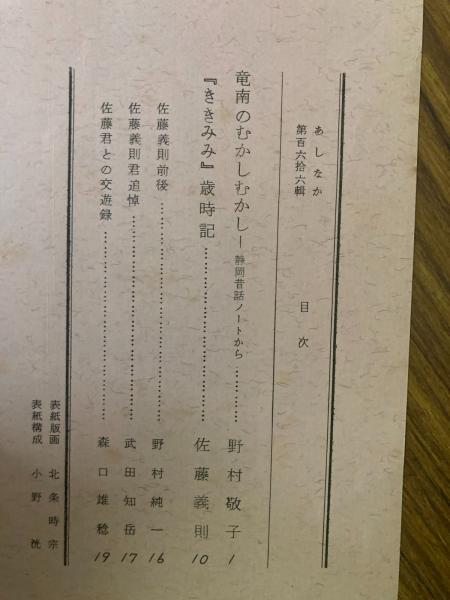 あしなか
第百六拾六輯
目次
竜南のむかしむかし―静岡昔話ノートから…………野村敬子 1
『ききみみ』歳時記…………佐藤義則 10
佐藤義則前後…………野村純一 16
佐藤義則君追悼…………武田知岳 17
佐藤君との交遊録…………森口雄稔 19
表紙版画 北条時宗
表紙構成 小野 洸